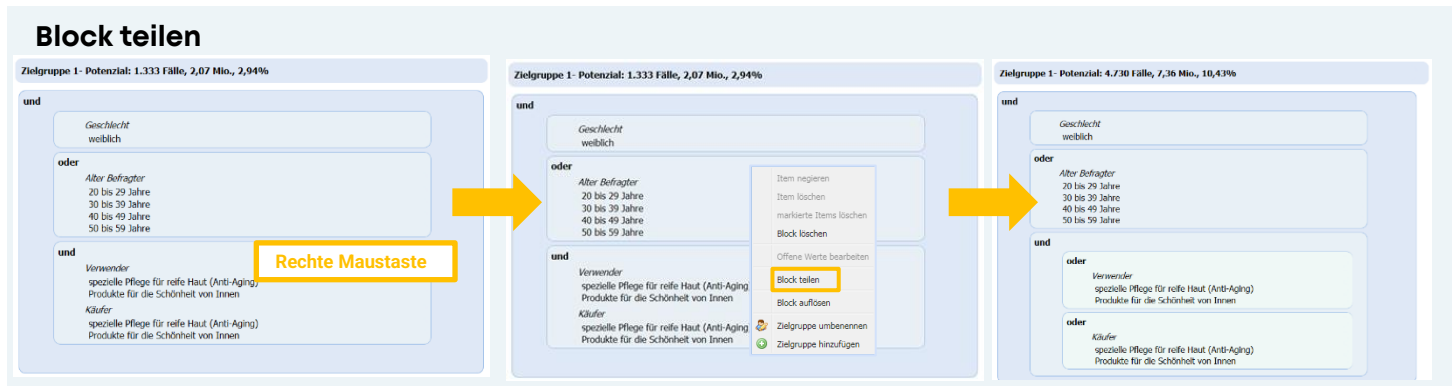 Block teilen
Zielgruppe 1- Potenzial: 1.333 Fälle, 2,07 Mio., 2,94%
und
Geschlecht
weiblich
oder
Alter Befragter
20 bis 29 Jahre
30 bis 39 Jahre
40 bis 49 Jahre
50 bis 59 Jahre
und
Verwender
spezielle Pflege für reife Haut (Anti-Aging)
Produkte für die Schönheit von Innen
Käufer
spezielle Pflege für reife Haut (Anti-Aging)
Produkte für die Schönheit von Innen
Rechte Maustaste
Zielgruppe 1- Potenzial: 1.333 Fälle, 2,07 Mio., 2,94%
und
Geschlecht
weiblich
oder
Alter Befragter
20 bis 29 Jahre
30 bis 39 Jahre
40 bis 49 Jahre
50 bis 59 Jahre
und
Verwender
spezielle Pflege für reife Haut (Anti-Aging)
Produkte für die Schönheit von Innen
Käufer
spezielle Pflege für reife Haut (Anti-Aging)
Produkte für die Schönheit von Innen
Item negieren
Item löschen
markierte Items löschen
Block löschen
Offene Werte bearbeiten
Block teilen
Block auflösen
Zielgruppe umbenennen
Zielgruppe hinzufügen
Zielgruppe 1- Potenzial: 4.730 Fälle, 7,36 Mio., 10,43%
und
Geschlecht
weiblich
oder
Alter Befragter
20 bis 29 Jahre
30 bis 39 Jahre
40 bis 49 Jahre
50 bis 59 Jahre
und
oder
Verwender
spezielle Pflege für reife Haut (Anti-Aging)
Produkte für die Schönheit von Innen
oder
Käufer
spezielle Pflege für reife Haut (Anti-Aging)
Produkte für die Schönheit von Innen